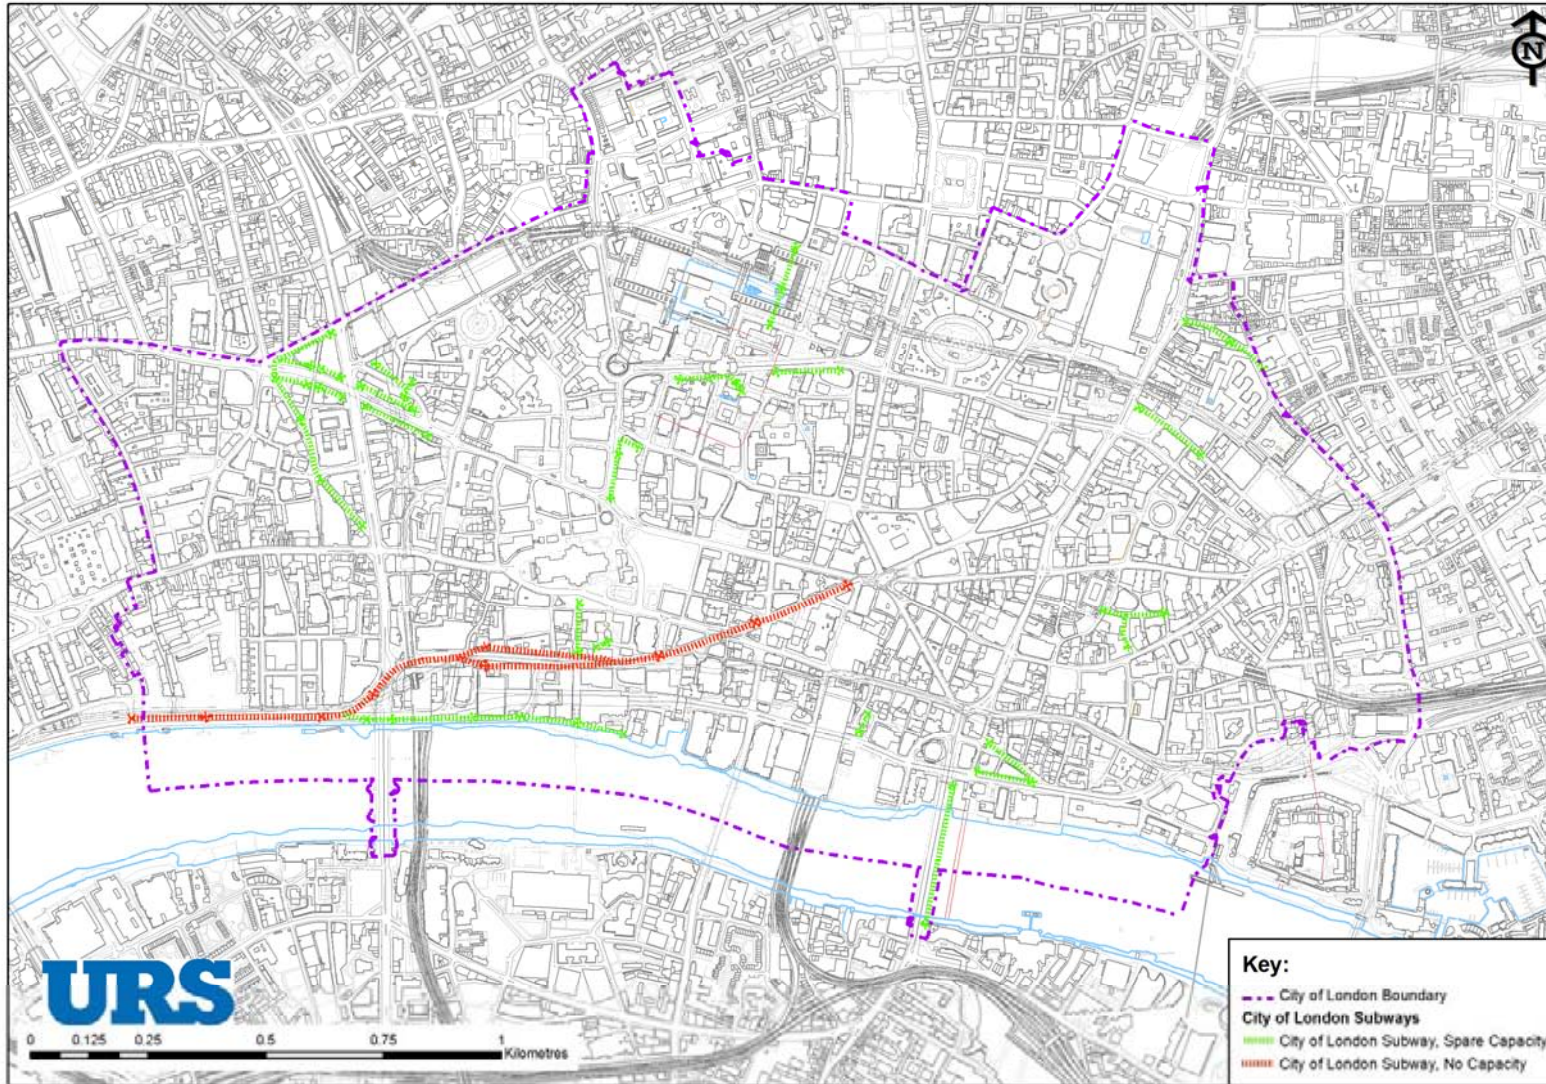 N
URS
0 0.125 0.25 0.5 0.75 1
Kilometres
Key:
City of London Boundary
City of London Subways
City of London Subway, Spare Capacity
City of London Subway, No Capacity